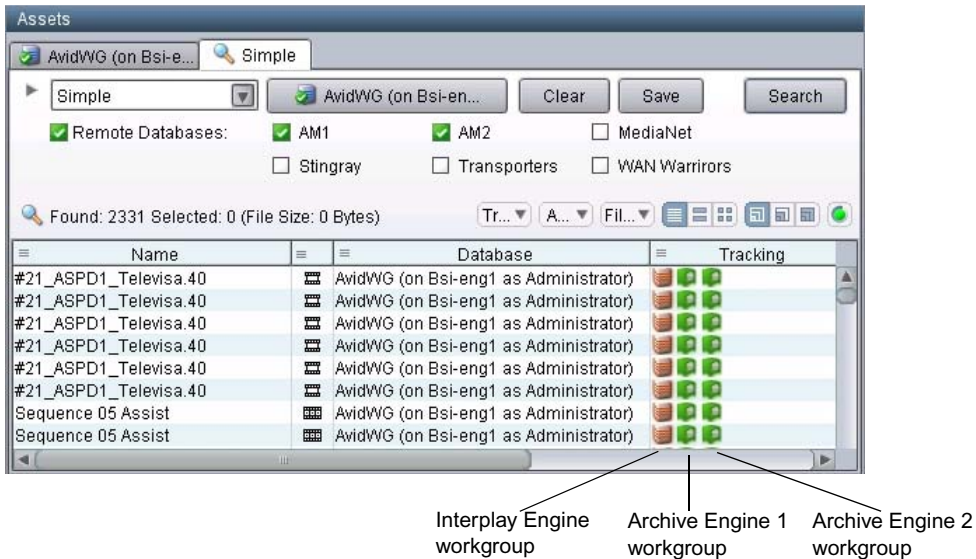 Assets
AvidWG (on Bsi-e... Simple
Simple AvidWG (on Bsi-en... Clear Save Search
Remote Databases: AM1 AM2 MediaNet
Stingray Transporters WAN Warrirors
Found: 2331 Selected: 0 (File Size: 0 Bytes) Tr... A... Fil...
Name Database Tracking
#21_ASPD1_Televisa.40 AvidWG (on Bsi-eng1 as Administrator)
#21_ASPD1_Televisa.40 AvidWG (on Bsi-eng1 as Administrator)
#21_ASPD1_Televisa.40 AvidWG (on Bsi-eng1 as Administrator)
#21_ASPD1_Televisa.40 AvidWG (on Bsi-eng1 as Administrator)
#21_ASPD1_Televisa.40 AvidWG (on Bsi-eng1 as Administrator)
#21_ASPD1_Televisa.40 AvidWG (on Bsi-eng1 as Administrator)
Sequence 05 Assist AvidWG (on Bsi-eng1 as Administrator)
Sequence 05 Assist AvidWG (on Bsi-eng1 as Administrator)
Interplay Engine
workgroup
Archive Engine 1
workgroup
Archive Engine 2
workgroup